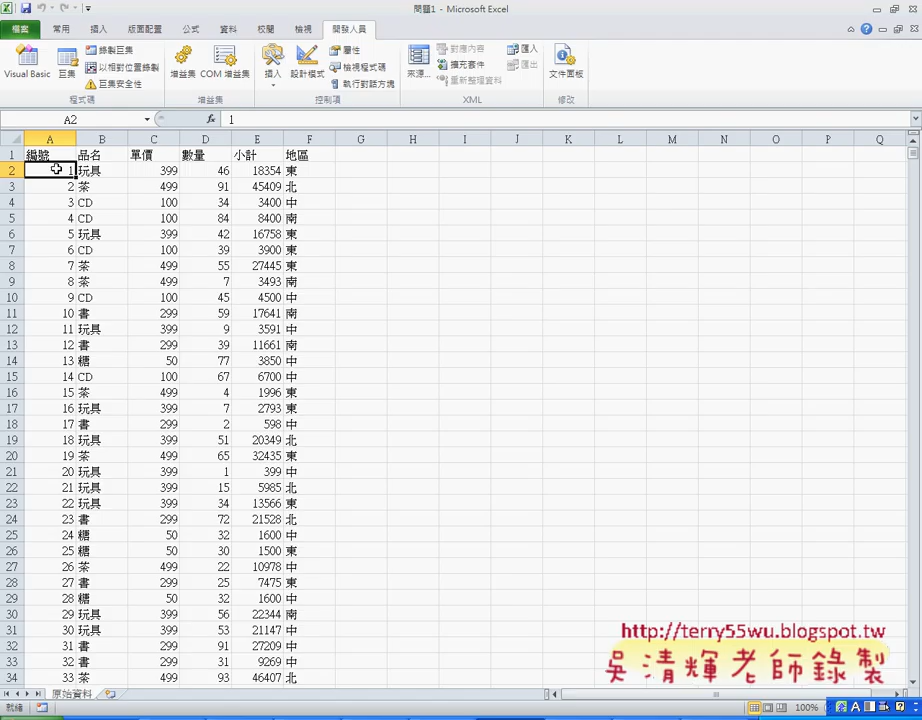 問題1 - Microsoft Excel
檔案 常用 插入 版面配置 公式 資料 校閱 檢視 開發人員
Visual Basic 巨集 錄製巨集 以相對位置錄製 巨集安全性 增益集 COM 增益集 插入 設計模式 屬性 檢視程式碼 執行對話方塊 來源... 對應內容 擴充套件 重新整理資料 匯入 匯出 文件面板
程式碼 增益集 控制項 XML 修改
A2 fx 1
A B C D E F G H I J K L M N O P Q
1 編號 品名 單價 數量 小計 地區
2 1 玩具 399 46 18354 東
3 2 茶 499 91 45409 北
4 3 CD 100 34 3400 中
5 4 CD 100 84 8400 南
6 5 玩具 399 42 16758 東
7 6 CD 100 39 3900 東
8 7 茶 499 55 27445 東
9 8 茶 499 7 3493 南
10 9 CD 100 45 4500 中
11 10 書 299 59 17641 南
12 11 玩具 399 9 3591 中
13 12 書 299 39 11661 南
14 13 糖 50 77 3850 中
15 14 CD 100 67 6700 中
16 15 茶 499 4 1996 東
17 16 玩具 399 7 2793 東
18 17 書 299 2 598 中
19 18 玩具 399 51 20349 北
20 19 茶 499 65 32435 東
21 20 玩具 399 1 399 中
22 21 玩具 399 15 5985 北
23 22 玩具 399 34 13566 東
24 23 書 299 72 21528 北
25 24 糖 50 32 1600 中
26 25 糖 50 30 1500 東
27 26 茶 499 22 10978 中
28 27 書 299 25 7475 東
29 28 糖 50 32 1600 中
30 29 玩具 399 56 22344 南
31 30 玩具 399 53 21147 中
32 31 書 299 91 27209 中
33 32 書 299 31 9269 中
34 33 茶 499 93 46407 北
http://terry55wu.blogspot.tw
吳清輝老師錄製
原始資料
就緒 100%